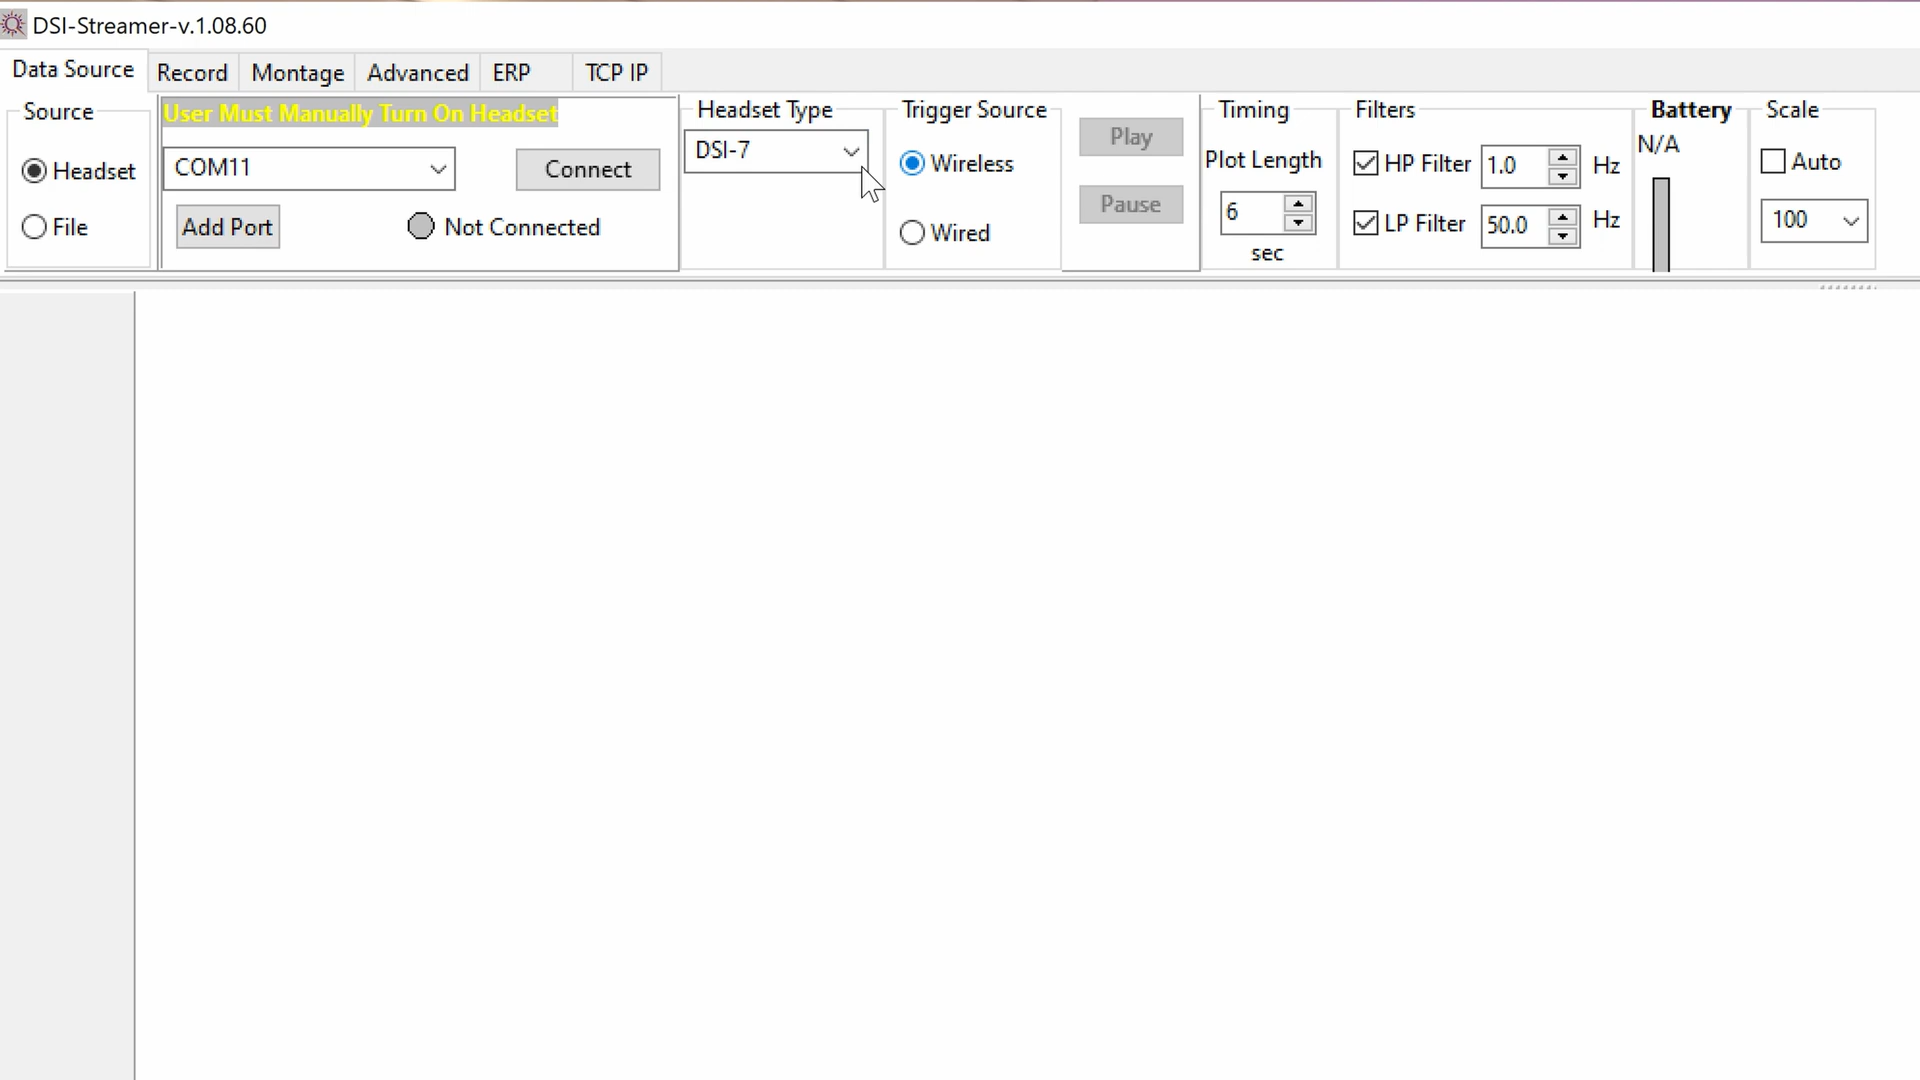 DSI-Streamer-v.1.08.60
Data Source
Record
Montage
Advanced
ERP
TCP IP
Source
Headset
File
User Must Manually Turn On Headset
COM11
Connect
Add Port
Not Connected
Headset Type
DSI-7
Trigger Source
Wireless
Wired
Play
Pause
Timing
Plot Length
6
sec
Filters
HP Filter 1.0 Hz
LP Filter 50.0 Hz
Battery
N/A
Scale
Auto
100